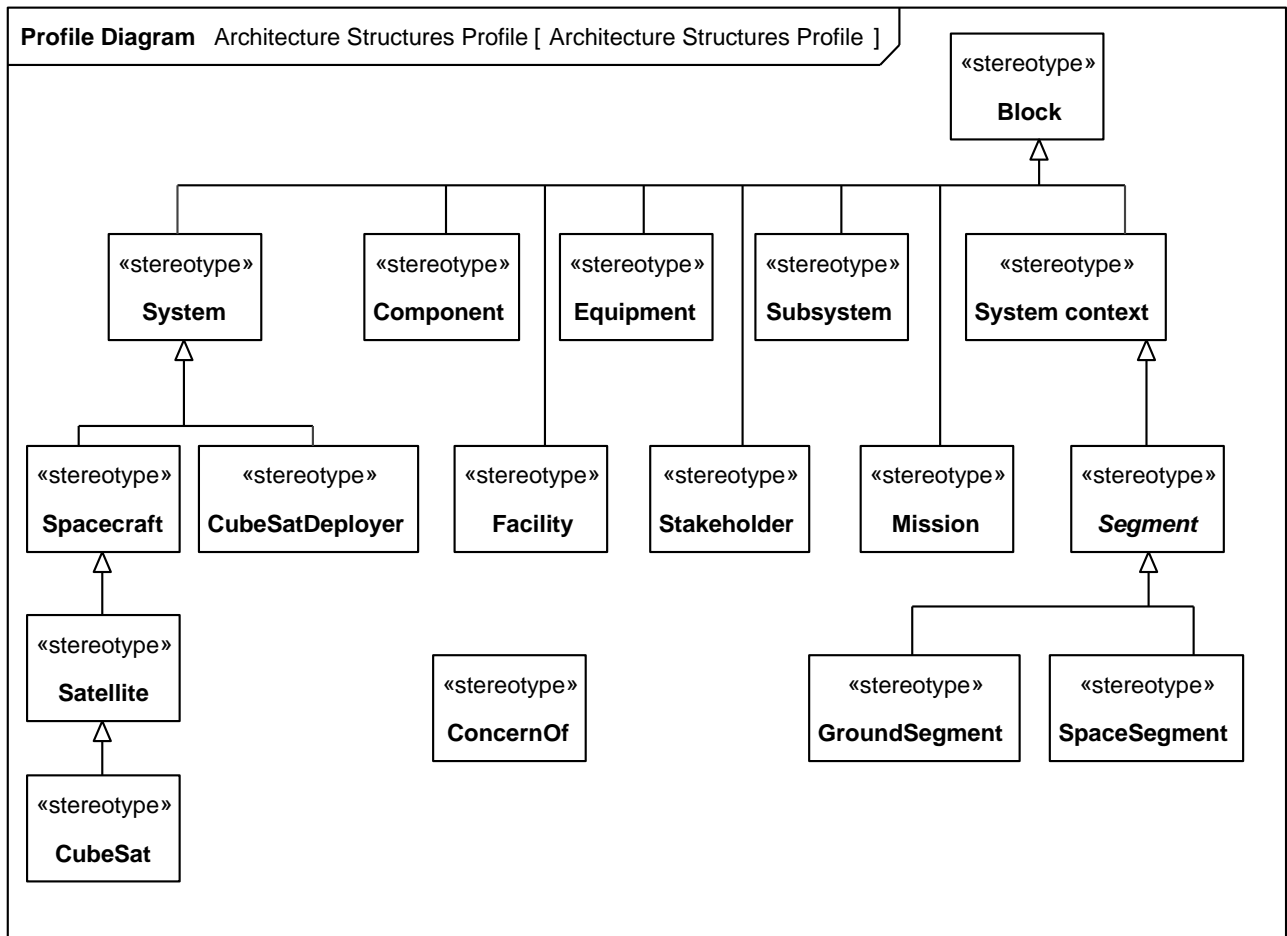 Profile Diagram Architecture Structures Profile [ Architecture Structures Profile ]
«stereotype»
Block
«stereotype»
System
«stereotype»
Component
«stereotype»
Equipment
«stereotype»
Subsystem
«stereotype»
System context
«stereotype»
Spacecraft
«stereotype»
CubeSatDeployer
«stereotype»
Facility
«stereotype»
Stakeholder
«stereotype»
Mission
«stereotype»
Segment
«stereotype»
Satellite
«stereotype»
ConcernOf
«stereotype»
GroundSegment
«stereotype»
SpaceSegment
«stereotype»
CubeSat